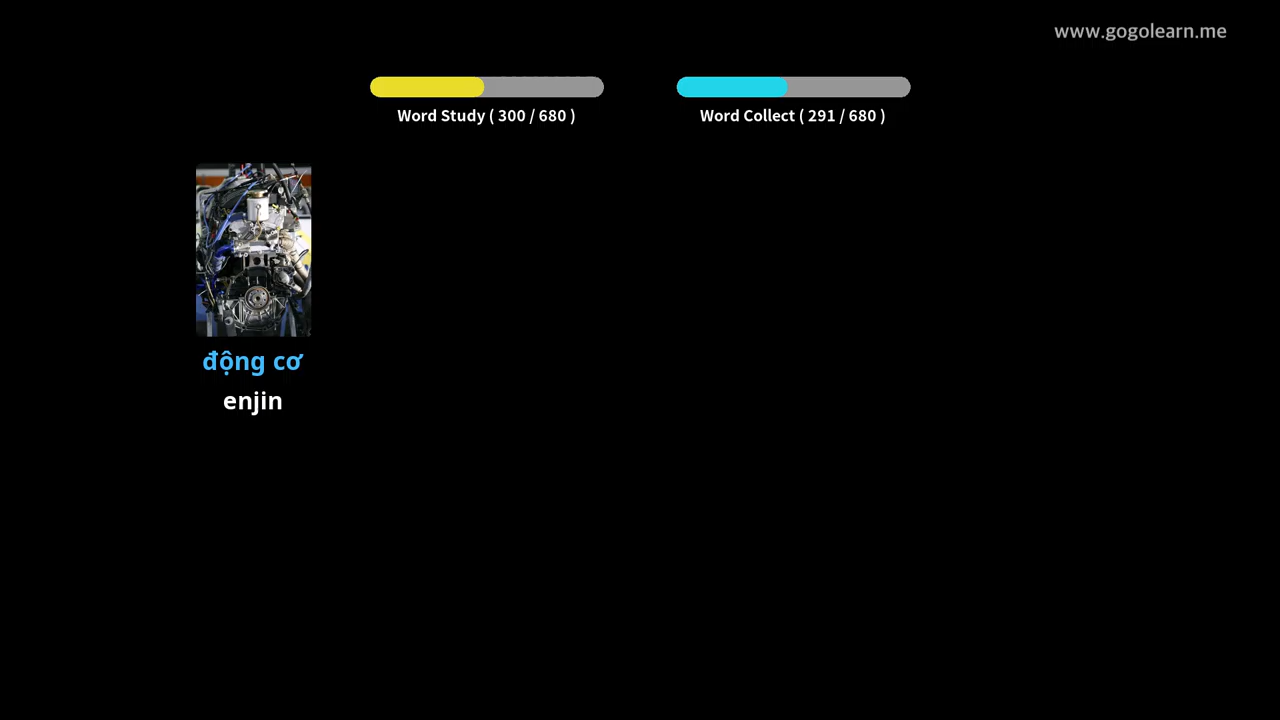 www.gogolearn.me
Word Study ( 300 / 680 )
Word Collect ( 291 / 680 )
động cơ
enjin